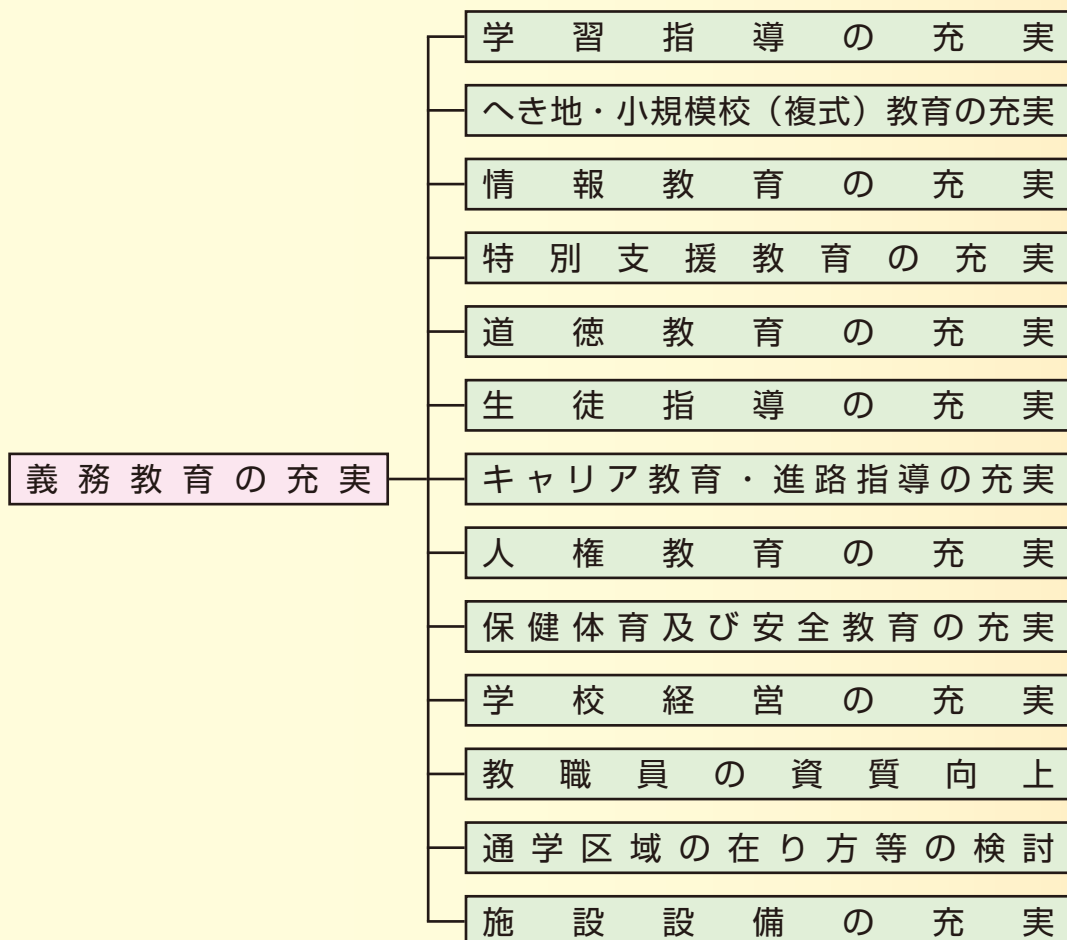 学習指導の充実
へき地・小規模校（複式）教育の充実
情報教育の充実
特別支援教育の充実
道徳教育の充実
生徒指導の充実
義務教育の充実
キャリア教育・進路指導の充実
人権教育の充実
保健体育及び安全教育の充実
学校経営の充実
教職員の資質向上
通学区域の在り方等の検討
施設設備の充実